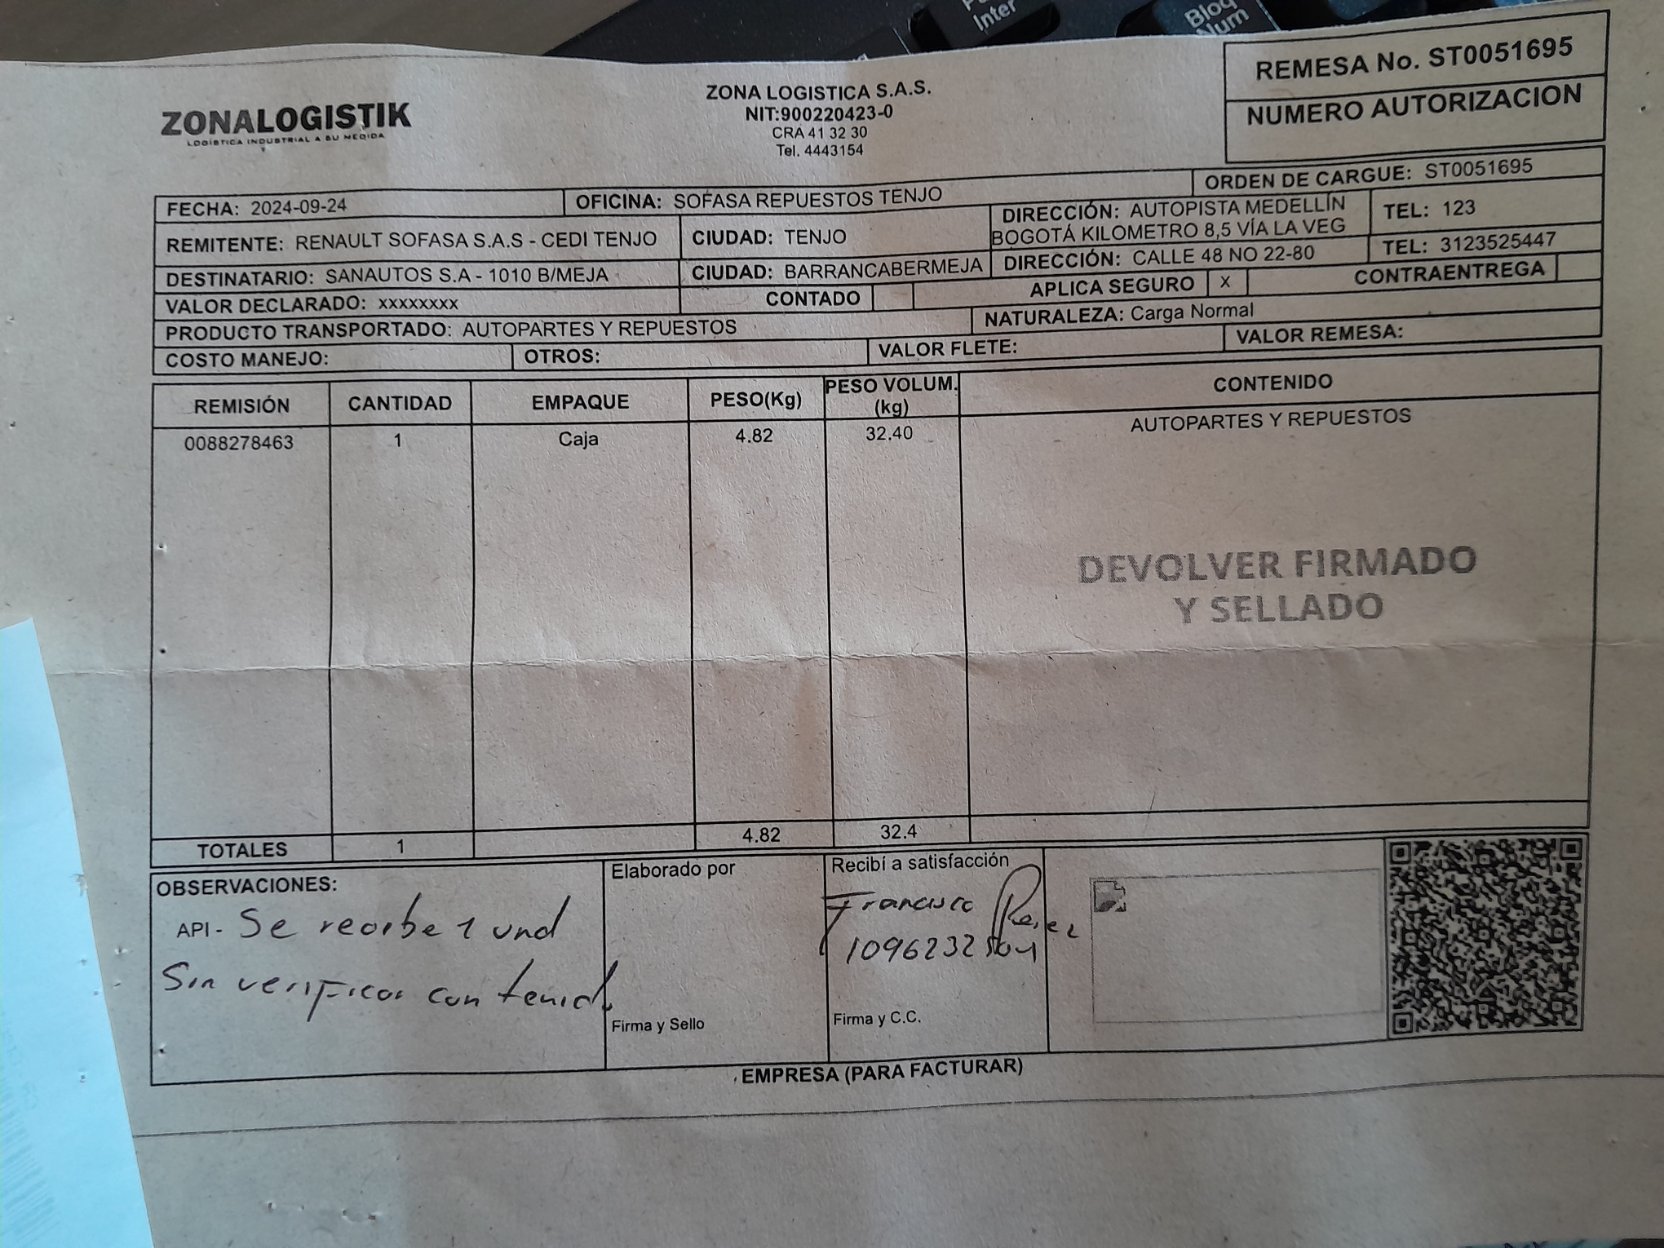 Inter
Bloq
Num
REMESA No. ST0051695
NUMERO AUTORIZACION
ZONALOGISTIK
LOGÍSTICA INDUSTRIAL A SU MEDIDA
ZONA LOGISTICA S.A.S.
NIT:900220423-0
CRA 41 32 30
Tel. 4443154
ORDEN DE CARGUE: ST0051695
FECHA: 2024-09-24 OFICINA: SOFASA REPUESTOS TENJO
REMITENTE: RENAULT SOFASA S.A.S - CEDI TENJO CIUDAD: TENJO DIRECCIÓN: AUTOPISTA MEDELLÍN BOGOTÁ KILOMETRO 8,5 VÍA LA VEG TEL: 123
DESTINATARIO: SANAUTOS S.A - 1010 B/MEJA CIUDAD: BARRANCABERMEJA DIRECCIÓN: CALLE 48 NO 22-80 TEL: 3123525447
VALOR DECLARADO: xxxxxxxx CONTADO APLICA SEGURO x CONTRAENTREGA
PRODUCTO TRANSPORTADO: AUTOPARTES Y REPUESTOS NATURALEZA: Carga Normal
COSTO MANEJO: OTROS: VALOR FLETE: VALOR REMESA:
REMISIÓN CANTIDAD EMPAQUE PESO(Kg) PESO VOLUM. (kg) CONTENIDO
0088278463 1 Caja 4.82 32.40 AUTOPARTES Y REPUESTOS
DEVOLVER FIRMADO
Y SELLADO
TOTALES 1 4.82 32.4
OBSERVACIONES:
API - Se recibe 1 und
Sin verificar contenid.
Elaborado por
Firma y Sello
Recibí a satisfacción
Francisco
Firma y C.C.
EMPRESA (PARA FACTURAR)